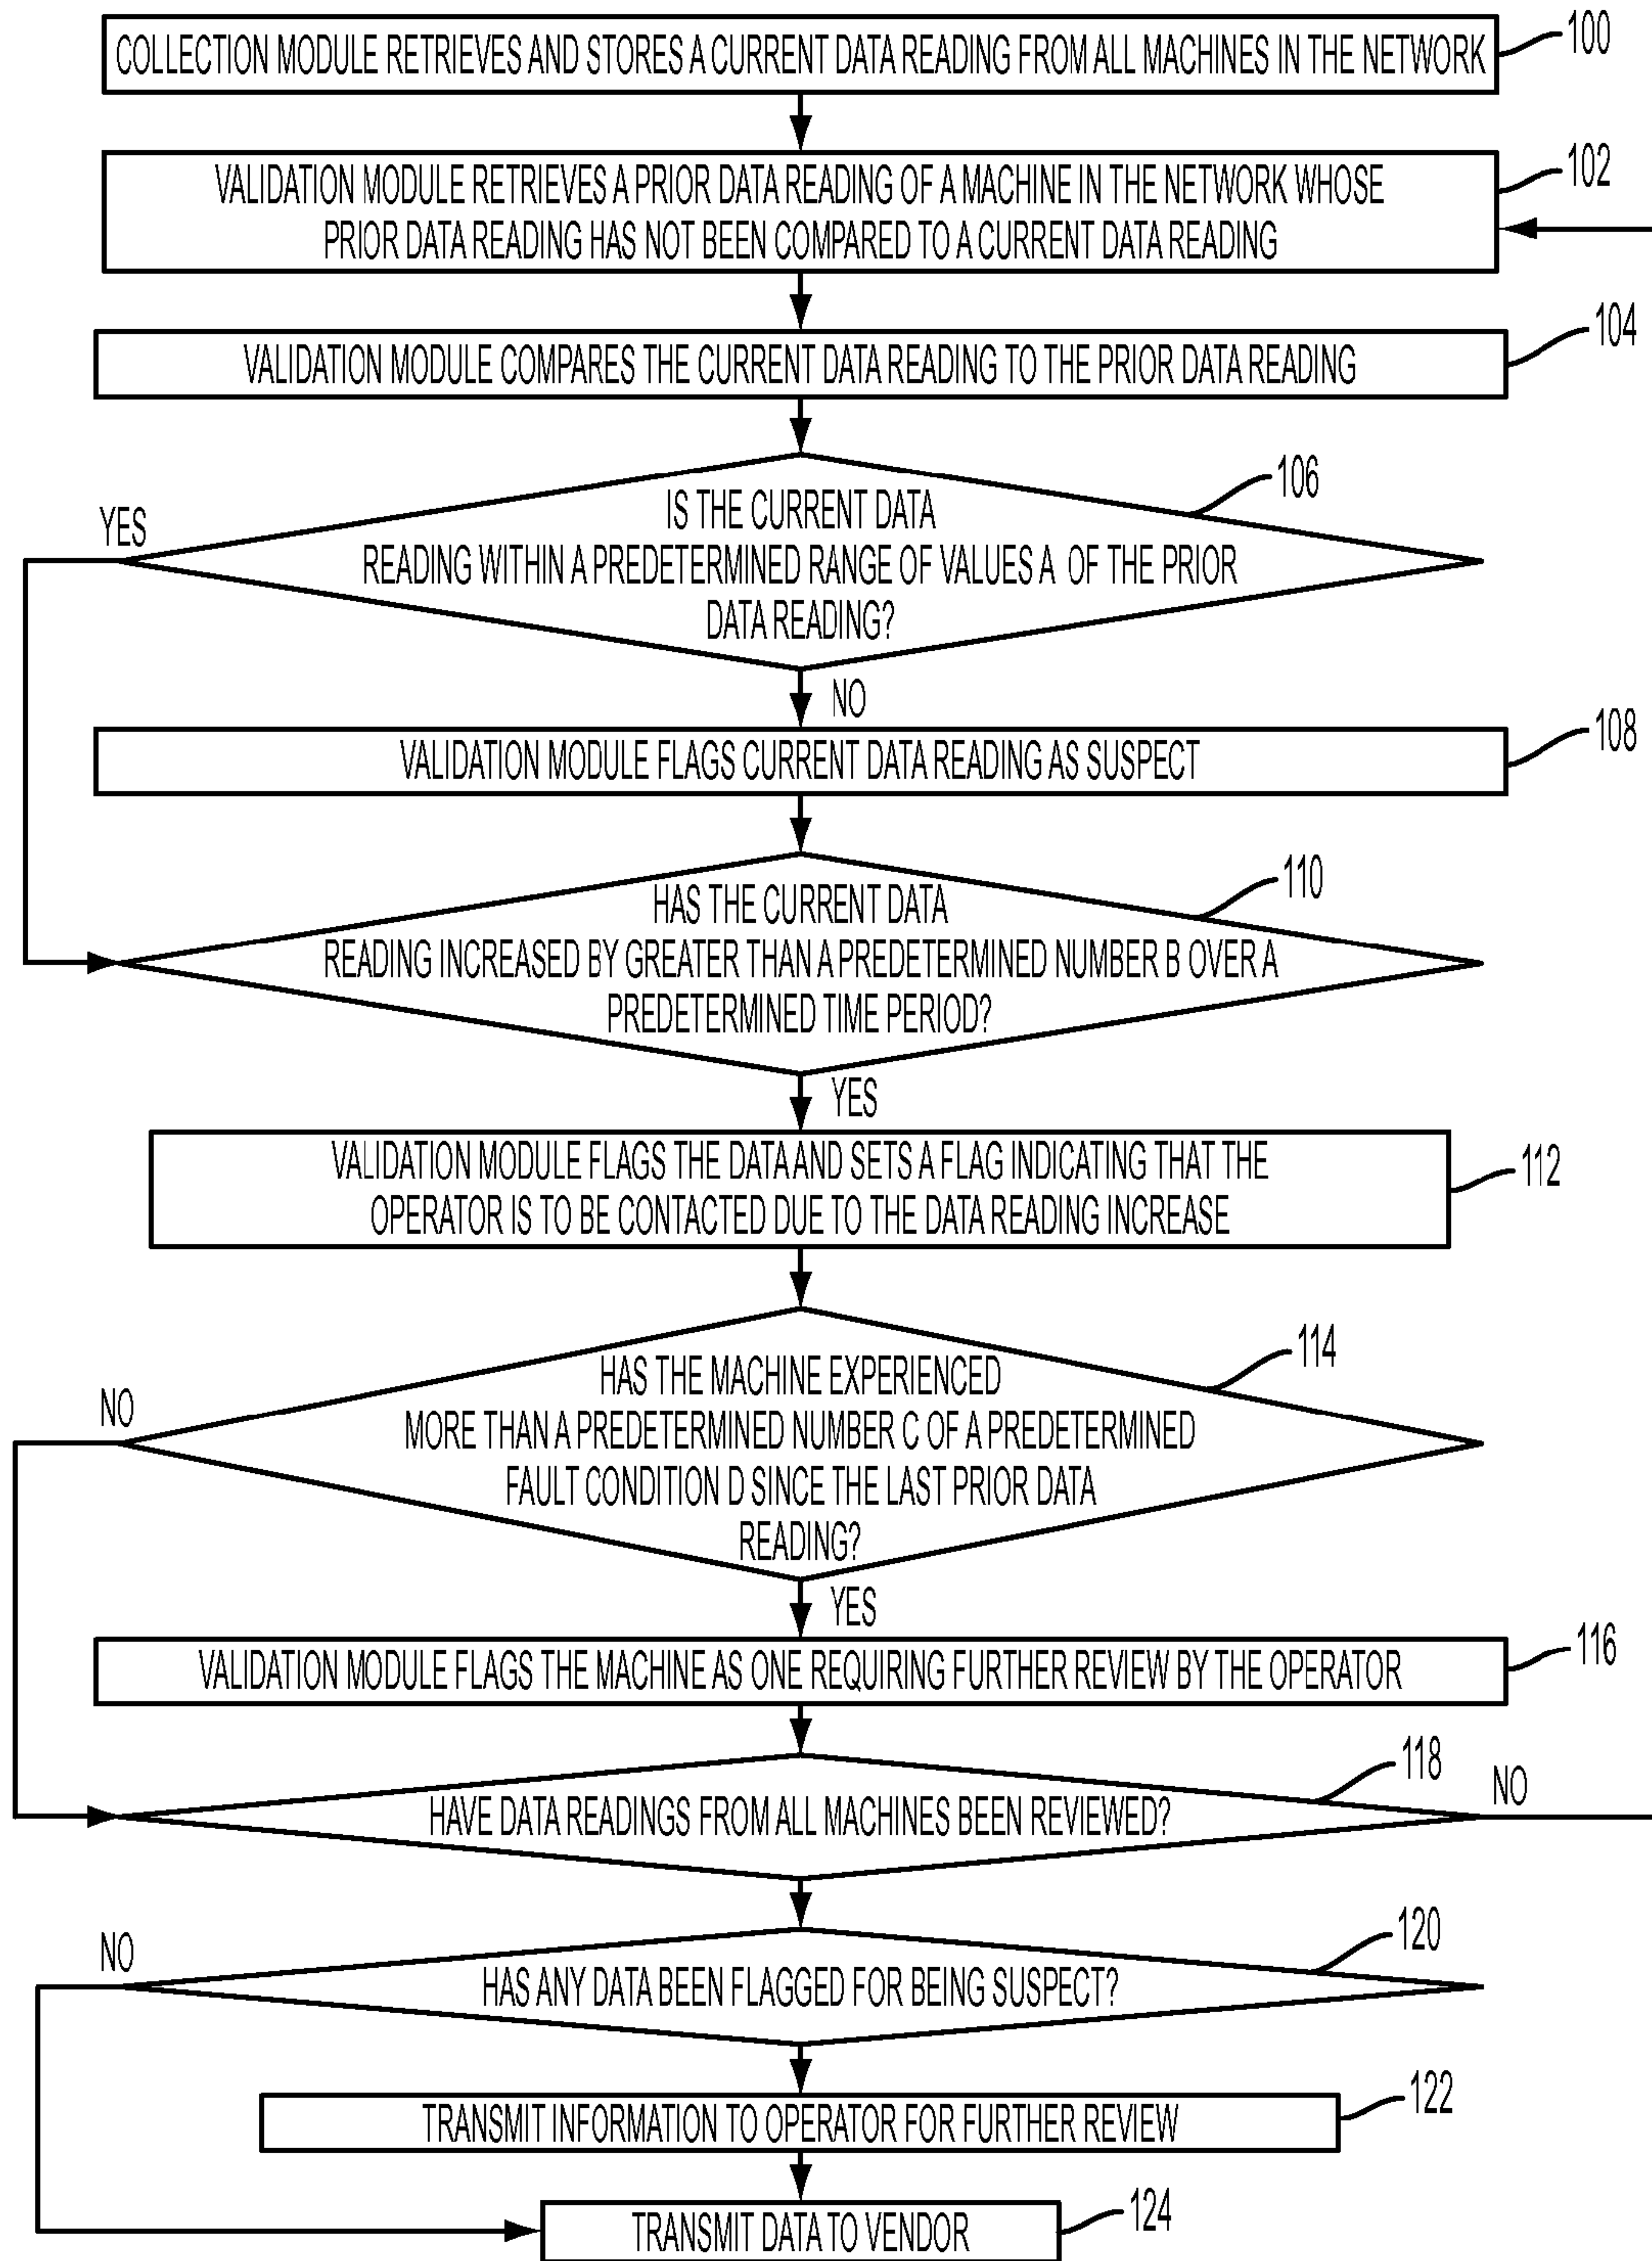 COLLECTION MODULE RETRIEVES AND STORES A CURRENT DATA READING FROM ALL MACHINES IN THE NETWORK
100
VALIDATION MODULE RETRIEVES A PRIOR DATA READING OF A MACHINE IN THE NETWORK WHOSE
PRIOR DATA READING HAS NOT BEEN COMPARED TO A CURRENT DATA READING
102
VALIDATION MODULE COMPARES THE CURRENT DATA READING TO THE PRIOR DATA READING
104
IS THE CURRENT DATA
READING WITHIN A PREDETERMINED RANGE OF VALUES A OF THE PRIOR
DATA READING?
106
YES
NO
VALIDATION MODULE FLAGS CURRENT DATA READING AS SUSPECT
108
HAS THE CURRENT DATA
READING INCREASED BY GREATER THAN A PREDETERMINED NUMBER B OVER A
PREDETERMINED TIME PERIOD?
110
YES
VALIDATION MODULE FLAGS THE DATA AND SETS A FLAG INDICATING THAT THE
OPERATOR IS TO BE CONTACTED DUE TO THE DATA READING INCREASE
112
HAS THE MACHINE EXPERIENCED
MORE THAN A PREDETERMINED NUMBER C OF A PREDETERMINED
FAULT CONDITION D SINCE THE LAST PRIOR DATA
READING?
114
NO
YES
VALIDATION MODULE FLAGS THE MACHINE AS ONE REQUIRING FURTHER REVIEW BY THE OPERATOR
116
HAVE DATA READINGS FROM ALL MACHINES BEEN REVIEWED?
118
NO
HAS ANY DATA BEEN FLAGGED FOR BEING SUSPECT?
120
NO
TRANSMIT INFORMATION TO OPERATOR FOR FURTHER REVIEW
122
TRANSMIT DATA TO VENDOR
124